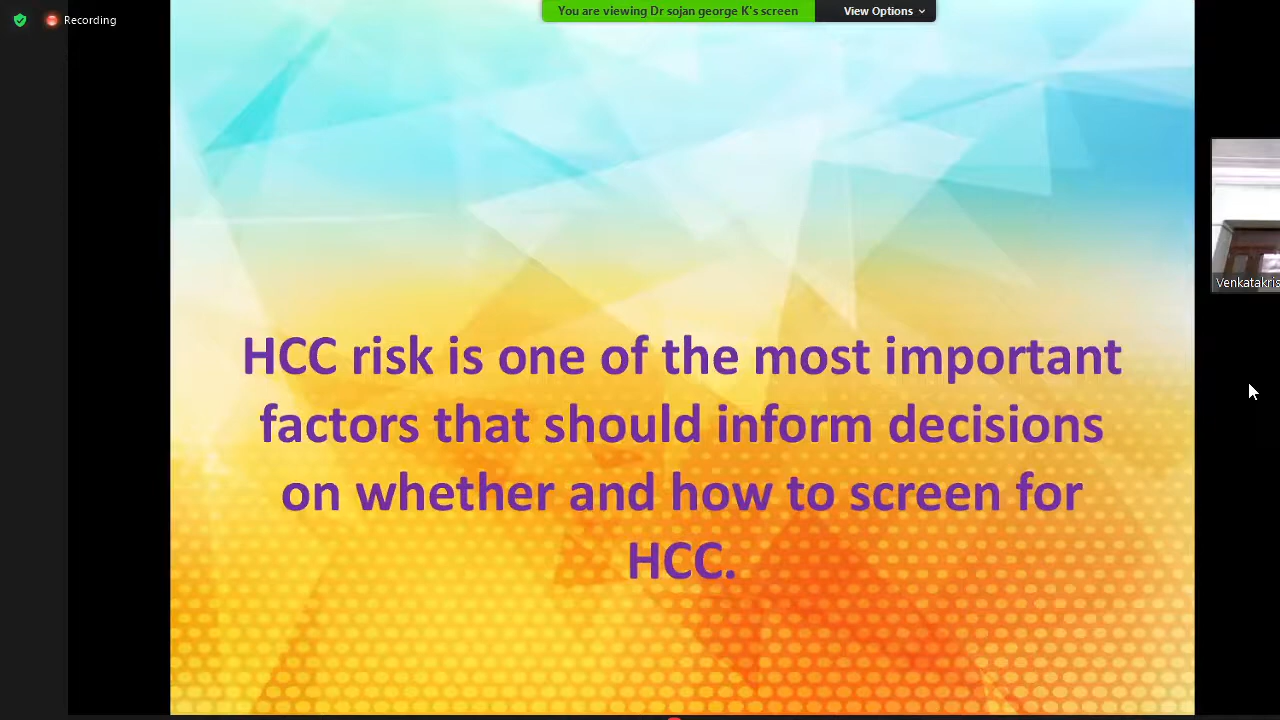 Recording
You are viewing Dr sojan george K's screen
View Options
HCC risk is one of the most important
factors that should inform decisions
on whether and how to screen for
HCC.
Venkatakris